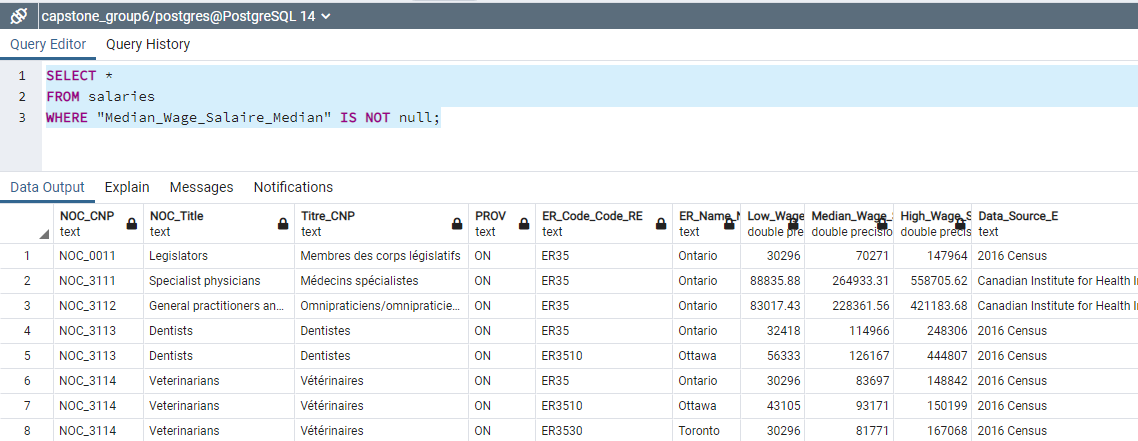 capstone_group6/postgres@PostgreSQL 14
Query Editor Query History
1 SELECT *
2 FROM salaries
3 WHERE "Median_Wage_Salaire_Median" IS NOT null;
Data Output Explain Messages Notifications
NOC_CNP NOC_Title Titre_CNP PROV ER_Code_Code_RE ER_Name_N Low_Wage Median_Wage_S High_Wage_S Data_Source_E
text text text text text text double pre double precisio double precis text
1 NOC_0011 Legislators Membres des corps législatifs ON ER35 Ontario 30296 70271 147964 2016 Census
2 NOC_3111 Specialist physicians Médecins spécialistes ON ER35 Ontario 88835.88 264933.31 558705.62 Canadian Institute for Health I
3 NOC_3112 General practitioners an... Omnipraticiens/omnipraticie... ON ER35 Ontario 83017.43 228361.56 421183.68 Canadian Institute for Health I
4 NOC_3113 Dentists Dentistes ON ER35 Ontario 32418 114966 248306 2016 Census
5 NOC_3113 Dentists Dentistes ON ER3510 Ottawa 56333 126167 444807 2016 Census
6 NOC_3114 Veterinarians Vétérinaires ON ER35 Ontario 30296 83697 148842 2016 Census
7 NOC_3114 Veterinarians Vétérinaires ON ER3510 Ottawa 43105 93171 150199 2016 Census
8 NOC_3114 Veterinarians Vétérinaires ON ER3530 Toronto 30296 81771 167068 2016 Census